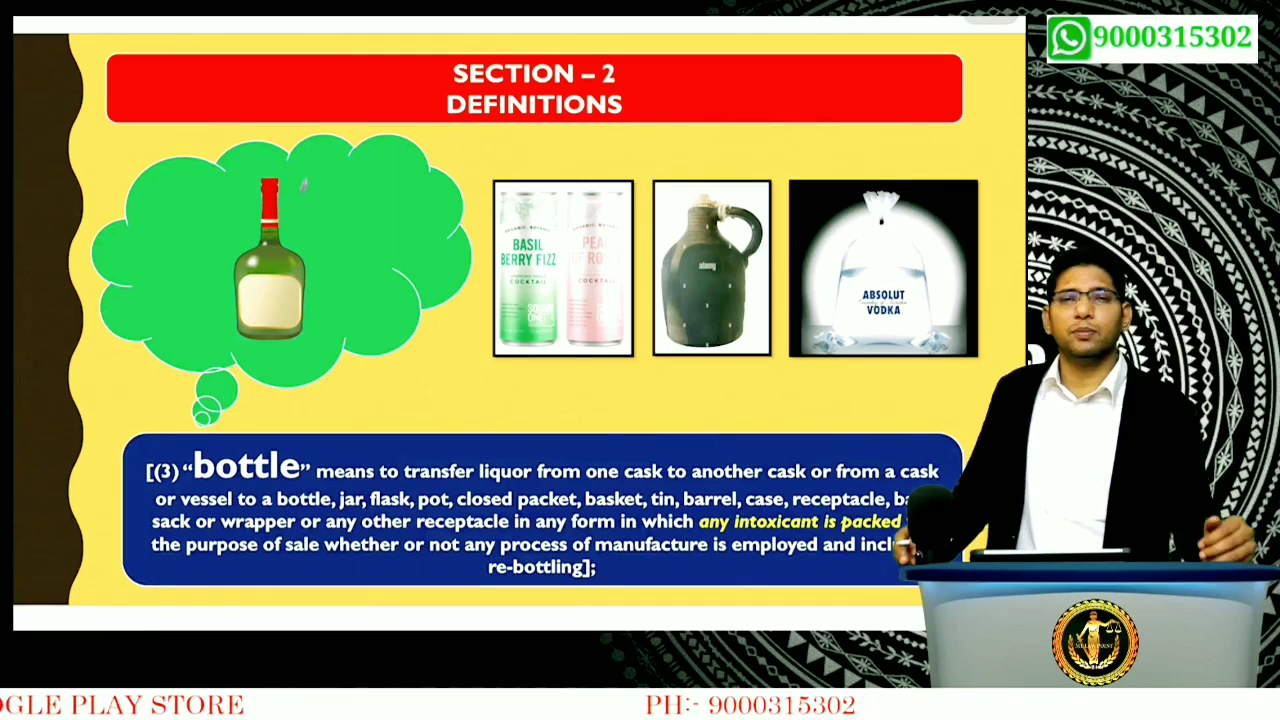 9000315302
SECTION – 2
DEFINITIONS
BASIL
BERRY FIZZ
COCKTAIL
COCKTAIL
ABSOLUT
VODKA
[(3) “bottle” means to transfer liquor from one cask to another cask or from a cask
or vessel to a bottle, jar, flask, pot, closed packet, basket, tin, barrel, case, receptacle,
sack or wrapper or any other receptacle in any form in which any intoxicant is packed
the purpose of sale whether or not any process of manufacture is employed and
re-bottling];
PLAY STORE
PH:- 9000315302